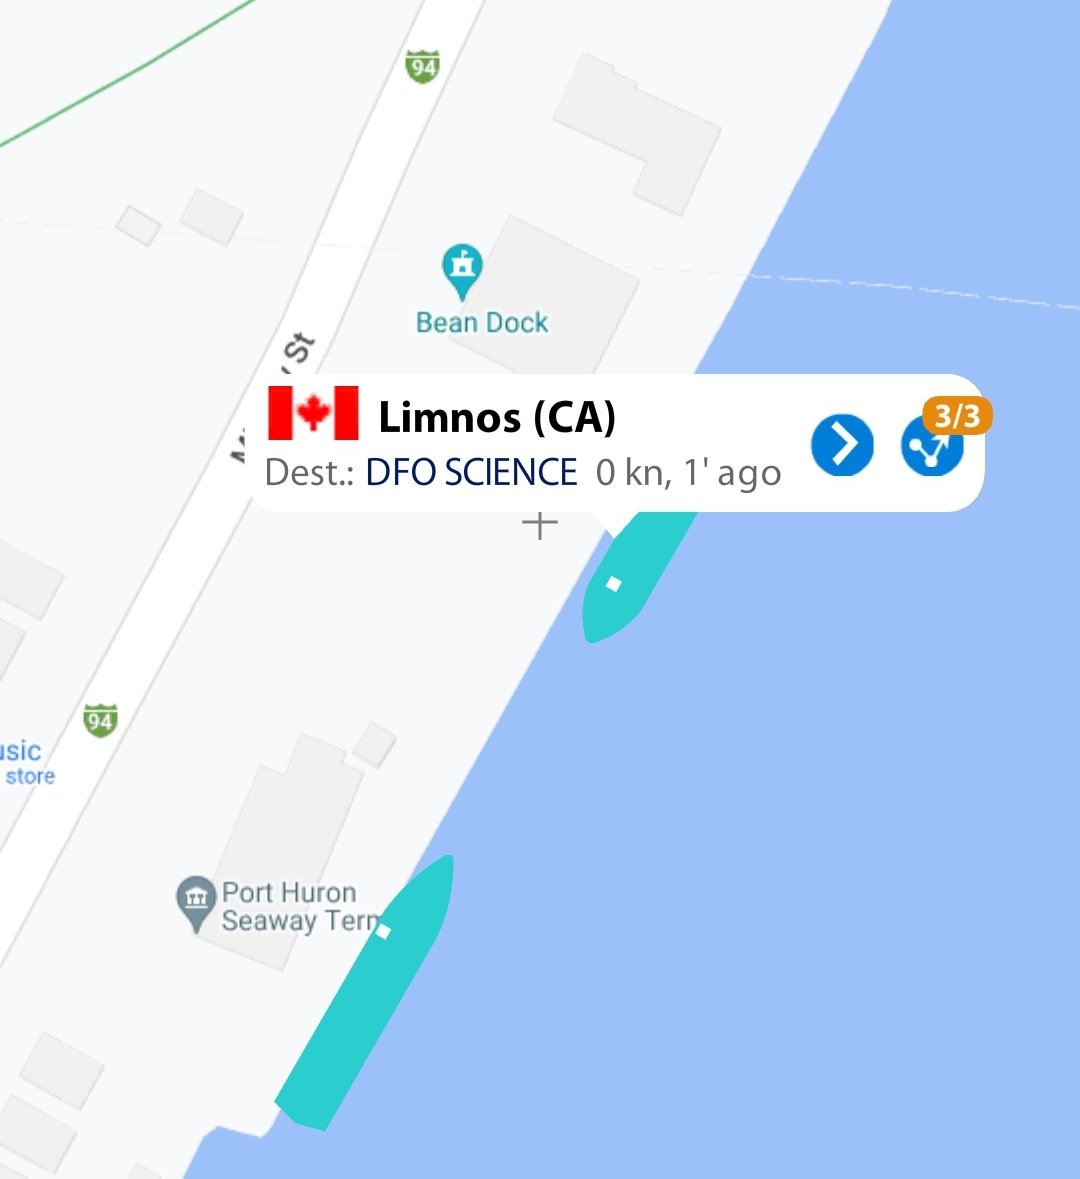 94
Bean Dock
St
Limnos (CA)
3/3
Dest.: DFO SCIENCE 0 kn, 1' ago
94
usic
store
Port Huron
Seaway Term